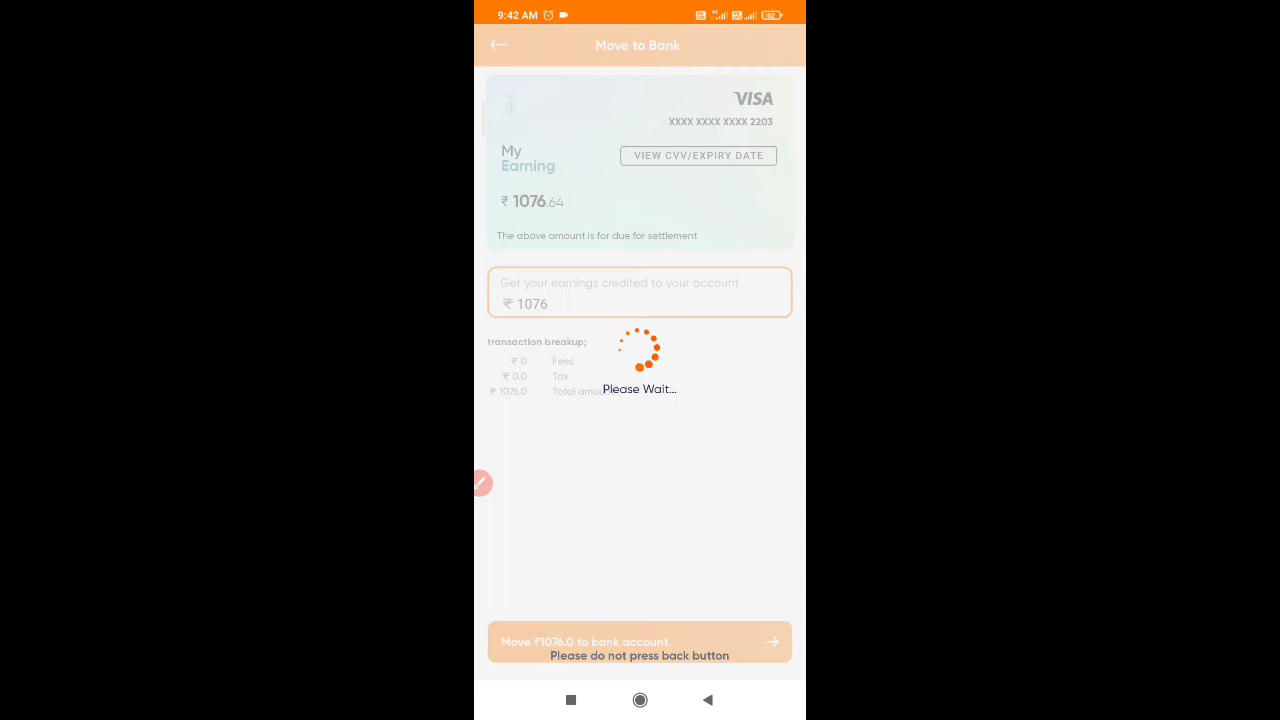 9:42 AM
Move to Bank
VISA
XXXX XXXX XXXX 2203
My
Earning
VIEW CVV/EXPIRY DATE
₹ 1076.64
The above amount is for due for settlement
Get your earnings credited to your account
₹ 1076
transaction breakup;
₹ 0 Fees
₹ 0.0 Tax
₹ 1076.0 Total amount
Please Wait...
Move ₹1076.0 to bank account.
Please do not press back button